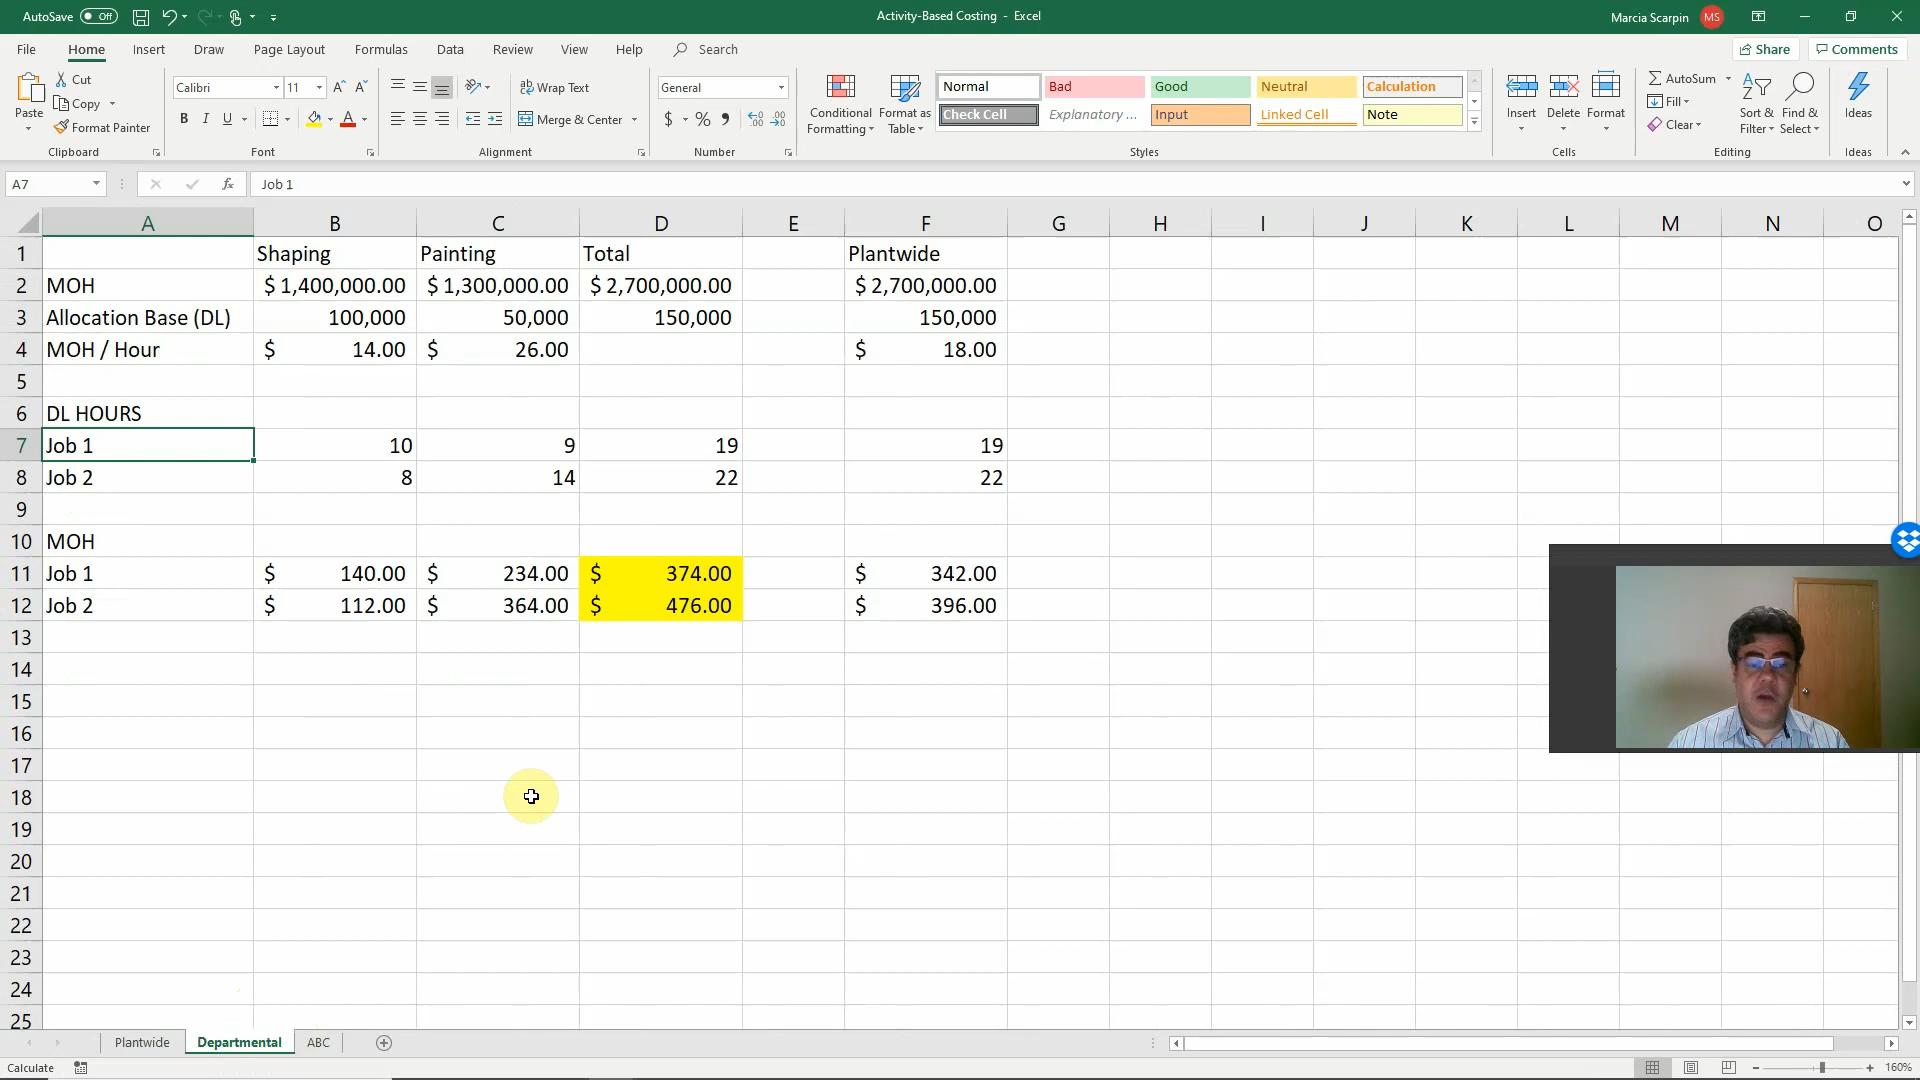 AutoSave Off
Activity-Based Costing - Excel
Marcia Scarpin MS
File Home Insert Draw Page Layout Formulas Data Review View Help Search
Share Comments
Paste
Cut
Copy
Format Painter
Clipboard
Calibri 11
B I U
A A
Font
Wrap Text
Merge & Center
Alignment
General
$ % ,
Number
Conditional Formatting
Format as Table
Normal Bad Good Neutral Calculation
Check Cell Explanatory ... Input Linked Cell Note
Styles
Insert Delete Format
Cells
AutoSum
Fill
Clear
Sort & Filter
Find & Select
Editing
Ideas
Ideas
A7 fx Job 1
A B C D E F G H I J K L M N O
1 Shaping Painting Total Plantwide
2 MOH $ 1,400,000.00 $ 1,300,000.00 $ 2,700,000.00 $ 2,700,000.00
3 Allocation Base (DL) 100,000 50,000 150,000 150,000
4 MOH / Hour $ 14.00 $ 26.00 $ 18.00
5
6 DL HOURS
7 Job 1 10 9 19 19
8 Job 2 8 14 22 22
9
10 MOH
11 Job 1 $ 140.00 $ 234.00 $ 374.00 $ 342.00
12 Job 2 $ 112.00 $ 364.00 $ 476.00 $ 396.00
13
14
15
16
17
18
19
20
21
22
23
24
25
Plantwide Departmental ABC
Calculate
160%